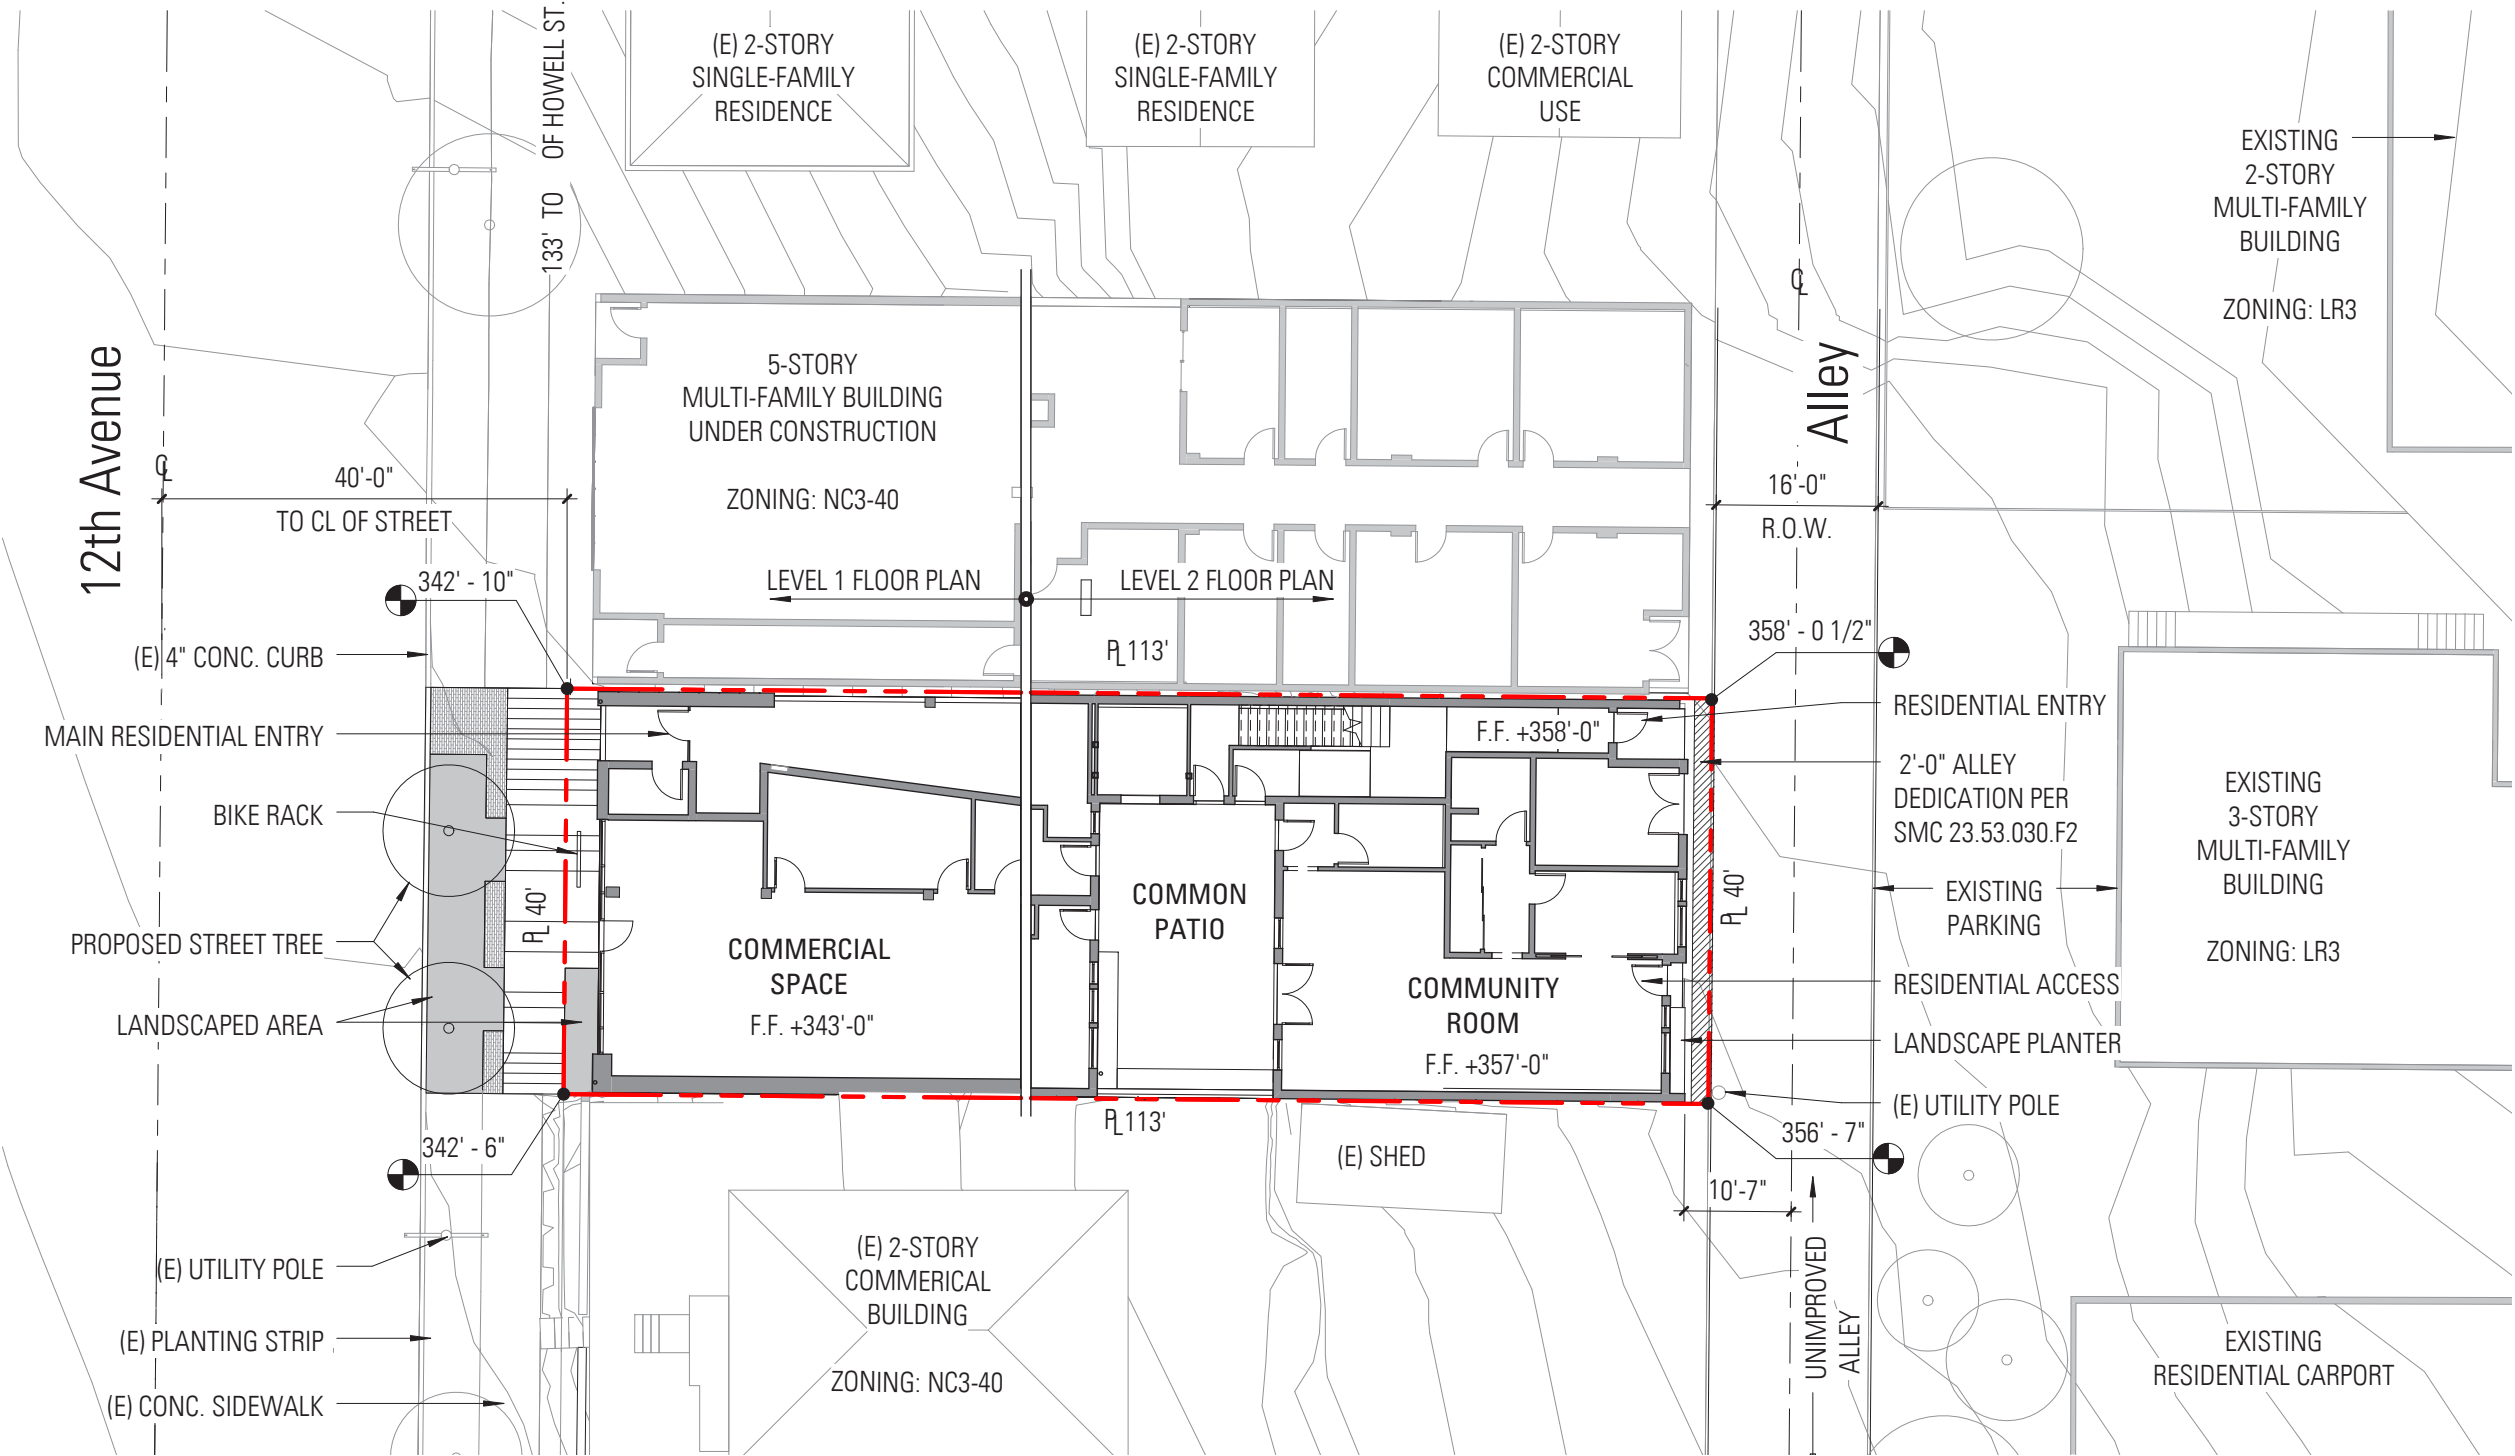 (E) 2-STORY
SINGLE-FAMILY
RESIDENCE
(E) 2-STORY
SINGLE-FAMILY
RESIDENCE
(E) 2-STORY
COMMERCIAL
USE
EXISTING
2-STORY
MULTI-FAMILY
BUILDING
ZONING: LR3
133' TO OF HOWELL ST.
12th Avenue
Alley
CL
CL
40'-0"
TO CL OF STREET
16'-0"
R.O.W.
5-STORY
MULTI-FAMILY BUILDING
UNDER CONSTRUCTION
ZONING: NC3-40
LEVEL 1 FLOOR PLAN
LEVEL 2 FLOOR PLAN
342' - 10"
358' - 0 1/2"
PL 113'
(E) 4" CONC. CURB
MAIN RESIDENTIAL ENTRY
BIKE RACK
PROPOSED STREET TREE
LANDSCAPED AREA
PL 40'
COMMERCIAL
SPACE
F.F. +343'-0"
COMMON
PATIO
F.F. +358'-0"
COMMUNITY
ROOM
F.F. +357'-0"
PL 40'
RESIDENTIAL ENTRY
2'-0" ALLEY
DEDICATION PER
SMC 23.53.030.F2
EXISTING
PARKING
RESIDENTIAL ACCESS
LANDSCAPE PLANTER
(E) UTILITY POLE
EXISTING
3-STORY
MULTI-FAMILY
BUILDING
ZONING: LR3
342' - 6"
PL 113'
356' - 7"
10'-7"
(E) SHED
(E) 2-STORY
COMMERICAL
BUILDING
ZONING: NC3-40
(E) UTILITY POLE
(E) PLANTING STRIP
(E) CONC. SIDEWALK
UNIMPROVED
ALLEY
EXISTING
RESIDENTIAL CARPORT